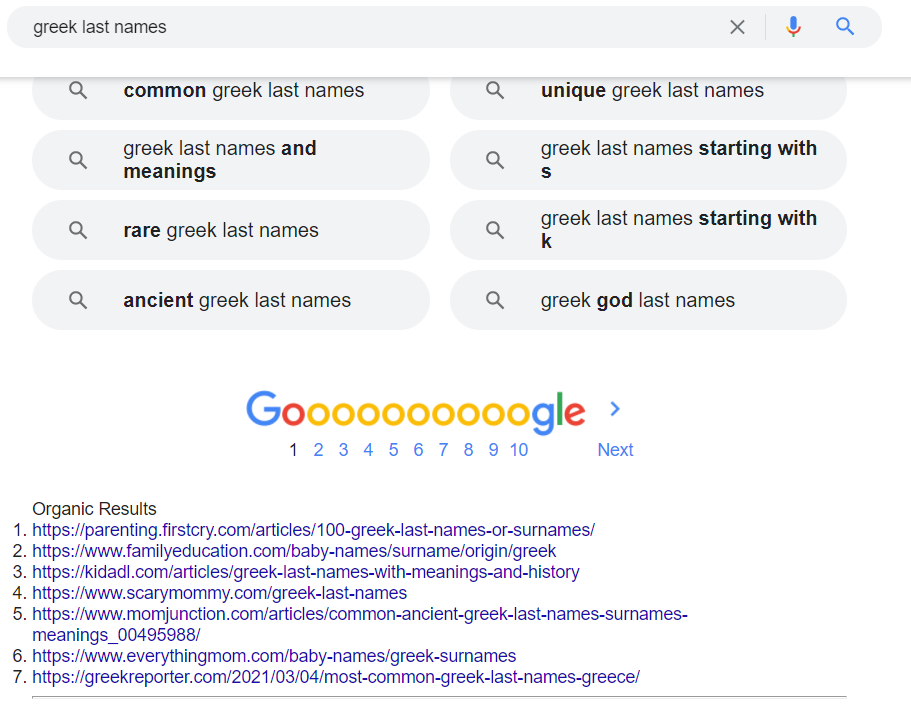 greek last names
common greek last names
unique greek last names
greek last names and
meanings
greek last names starting with
s
rare greek last names
greek last names starting with
k
ancient greek last names
greek god last names
Goooooooooogle
1 2 3 4 5 6 7 8 9 10 Next
Organic Results
1. https://parenting.firstcry.com/articles/100-greek-last-names-or-surnames/
2. https://www.familyeducation.com/baby-names/surname/origin/greek
3. https://kidadl.com/articles/greek-last-names-with-meanings-and-history
4. https://www.scarymommy.com/greek-last-names
5. https://www.momjunction.com/articles/common-ancient-greek-last-names-surnames-
meanings_00495988/
6. https://www.everythingmom.com/baby-names/greek-surnames
7. https://greekreporter.com/2021/03/04/most-common-greek-last-names-greece/